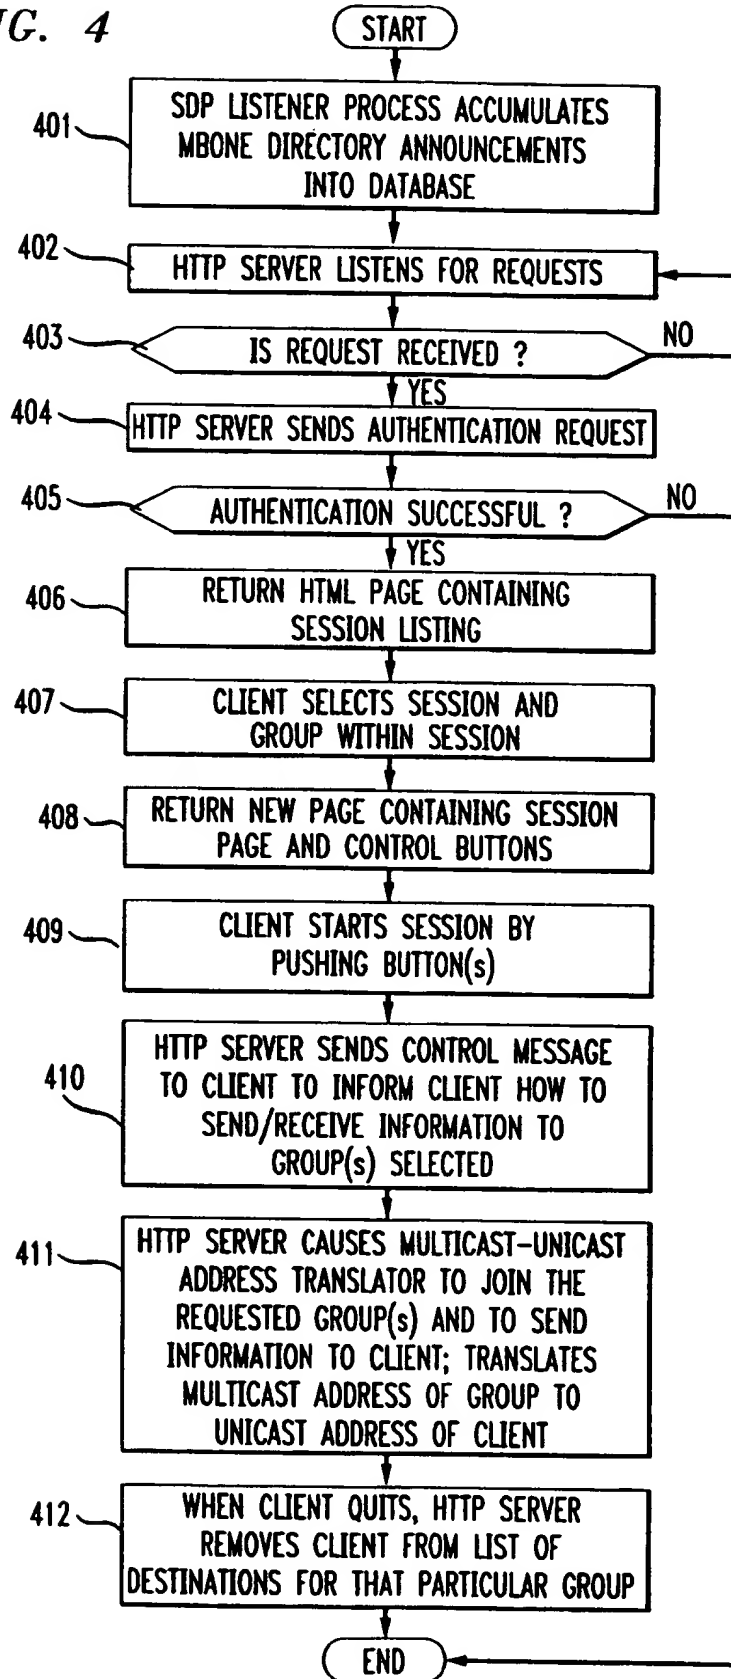 IG. 4
START
401
SDP LISTENER PROCESS ACCUMULATES
MBONE DIRECTORY ANNOUNCEMENTS
INTO DATABASE
402
HTTP SERVER LISTENS FOR REQUESTS
403
IS REQUEST RECEIVED ?
NO
YES
404
HTTP SERVER SENDS AUTHENTICATION REQUEST
405
AUTHENTICATION SUCCESSFUL ?
NO
YES
406
RETURN HTML PAGE CONTAINING
SESSION LISTING
407
CLIENT SELECTS SESSION AND
GROUP WITHIN SESSION
408
RETURN NEW PAGE CONTAINING SESSION
PAGE AND CONTROL BUTTONS
409
CLIENT STARTS SESSION BY
PUSHING BUTTON(s)
410
HTTP SERVER SENDS CONTROL MESSAGE
TO CLIENT TO INFORM CLIENT HOW TO
SEND/RECEIVE INFORMATION TO
GROUP(s) SELECTED
411
HTTP SERVER CAUSES MULTICAST-UNICAST
ADDRESS TRANSLATOR TO JOIN THE
REQUESTED GROUP(s) AND TO SEND
INFORMATION TO CLIENT; TRANSLATES
MULTICAST ADDRESS OF GROUP TO
UNICAST ADDRESS OF CLIENT
412
WHEN CLIENT QUITS, HTTP SERVER
REMOVES CLIENT FROM LIST OF
DESTINATIONS FOR THAT PARTICULAR GROUP
END